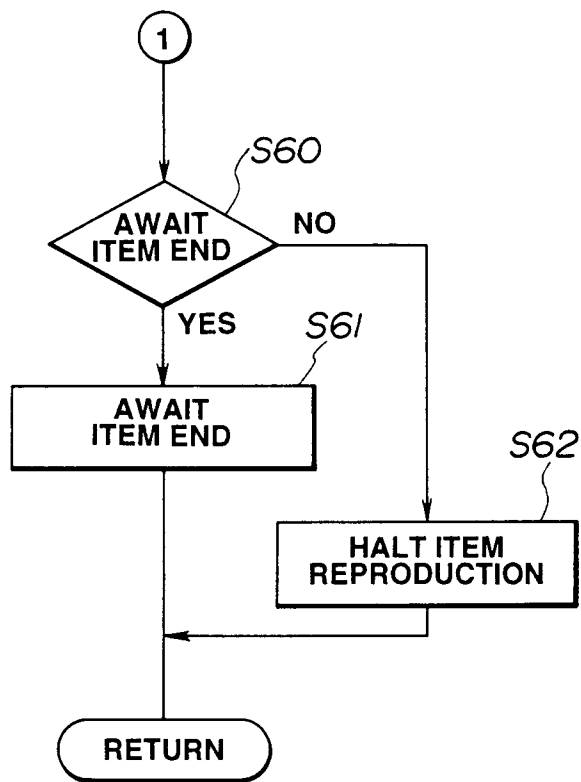 1
S60
AWAIT
ITEM END
NO
YES
S61
AWAIT
ITEM END
S62
HALT ITEM
REPRODUCTION
RETURN